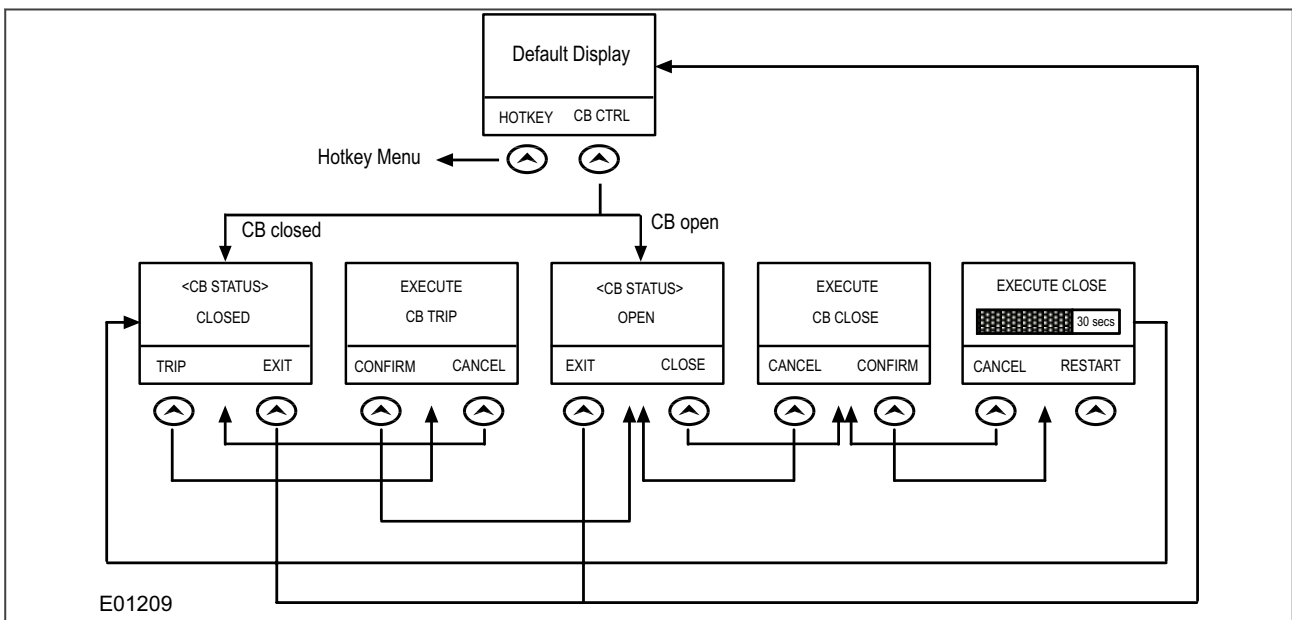 Default Display
HOTKEY CB CTRL
Hotkey Menu
CB closed
CB open
<CB STATUS>
CLOSED
TRIP EXIT
EXECUTE
CB TRIP
CONFIRM CANCEL
<CB STATUS>
OPEN
EXIT CLOSE
EXECUTE
CB CLOSE
CANCEL CONFIRM
EXECUTE CLOSE
30 secs
CANCEL RESTART
E01209